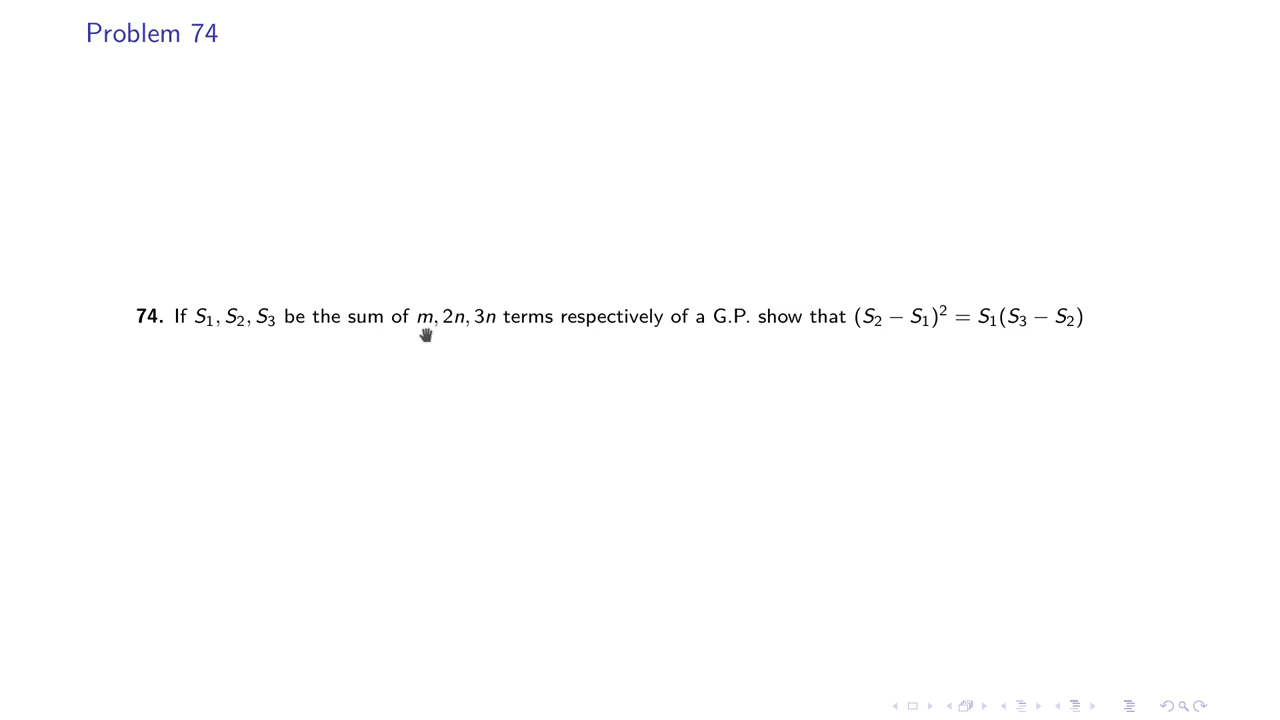 Problem 74
74. If S₁, S₂, S₃ be the sum of m, 2n, 3n terms respectively of a G.P. show that (S₂ − S₁)² = S₁(S₃ − S₂)